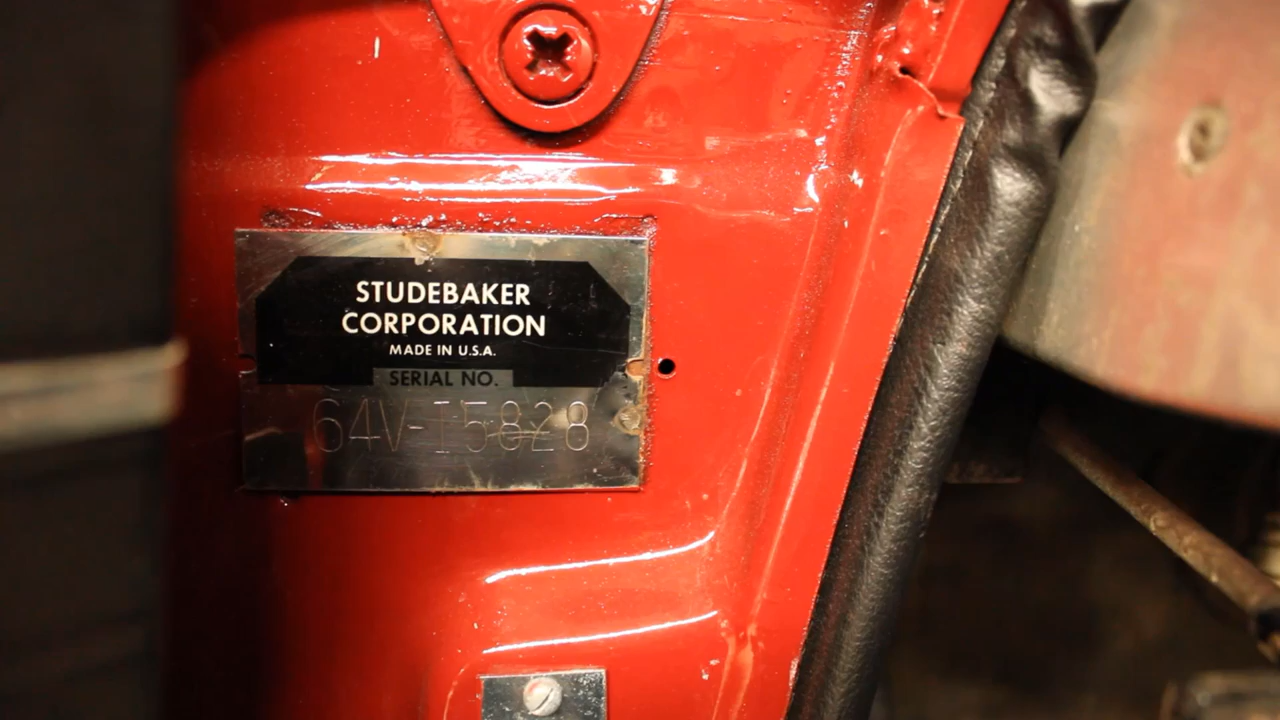 STUDEBAKER
CORPORATION
MADE IN U.S.A.
SERIAL NO.
64V-15828